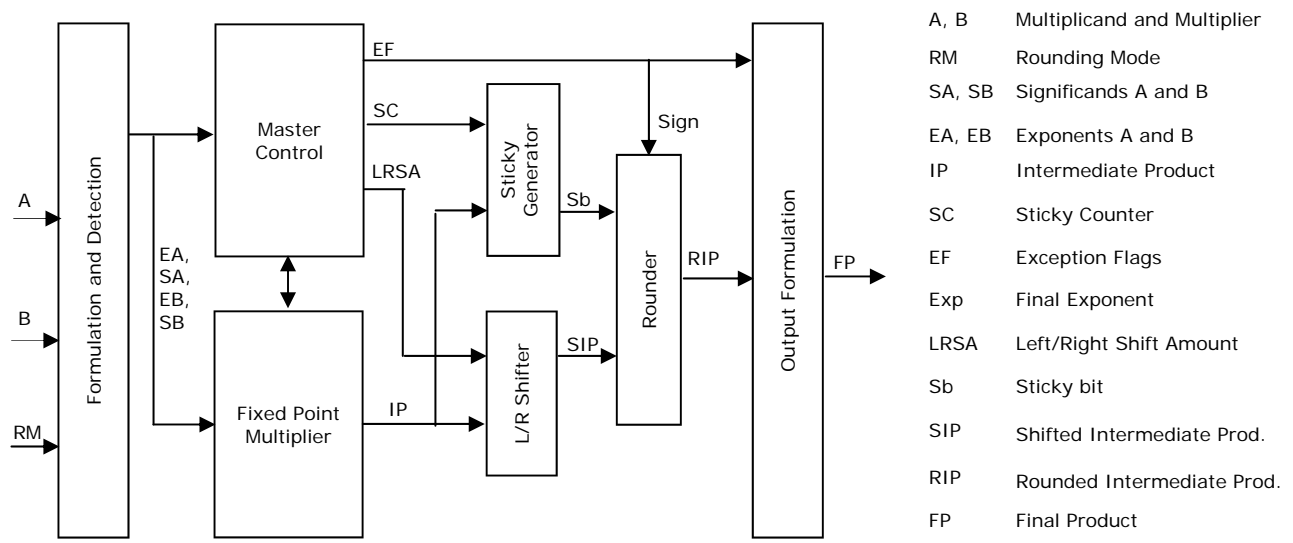 A
B
RM
Formulation and Detection
EA,
SA,
EB,
SB
Master
Control
Fixed Point
Multiplier
EF
SC
LRSA
IP
Sticky
Generator
L/R Shifter
Sign
Sb
SIP
Rounder
RIP
Output Formulation
FP
A, B Multiplicand and Multiplier
RM Rounding Mode
SA, SB Significands A and B
EA, EB Exponents A and B
IP Intermediate Product
SC Sticky Counter
EF Exception Flags
Exp Final Exponent
LRSA Left/Right Shift Amount
Sb Sticky bit
SIP Shifted Intermediate Prod.
RIP Rounded Intermediate Prod.
FP Final Product